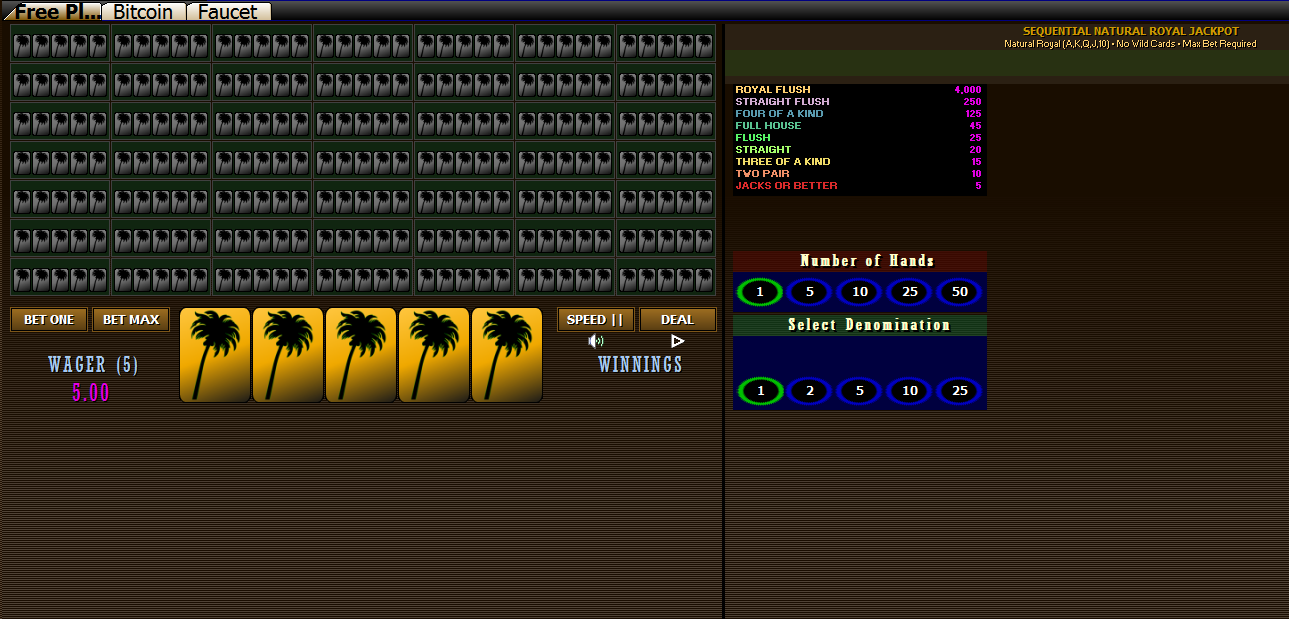 Free Pl...
Bitcoin
Faucet
SEQUENTIAL NATURAL ROYAL JACKPOT
Natural Royal (A,K,Q,J,10) • No Wild Cards • Max Bet Required
ROYAL FLUSH 4,000
STRAIGHT FLUSH 250
FOUR OF A KIND 125
FULL HOUSE 45
FLUSH 25
STRAIGHT 20
THREE OF A KIND 15
TWO PAIR 10
JACKS OR BETTER 5
Number of Hands
1 5 10 25 50
BET ONE
BET MAX
SPEED ||
DEAL
Select Denomination
WAGER (5)
5.00
WINNINGS
1 2 5 10 25